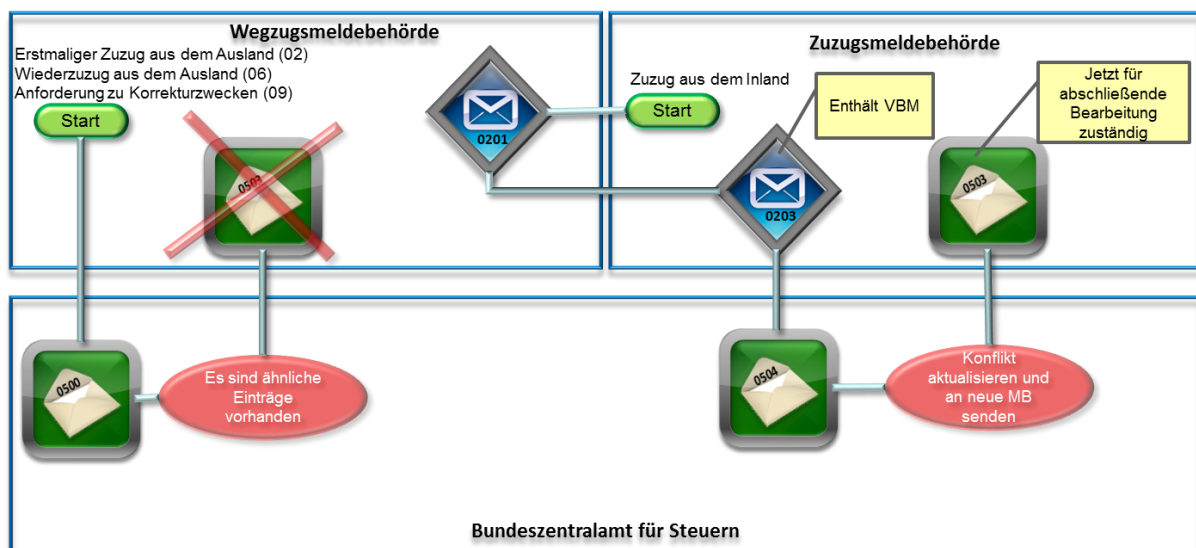 Wegzugsmeldebehörde
Erstmaliger Zuzug aus dem Ausland (02)
Wiederzuzug aus dem Ausland (06)
Anforderung zu Korrekturzwecken (09)
Start
0503
0201
Zuzugsmeldebehörde
Zuzug aus dem Inland
Start
Enthält VBM
Jetzt für
abschließende
Bearbeitung
zuständig
0203
0503
0500
Es sind ähnliche
Einträge
vorhanden
0504
Konflikt
aktualisieren und
an neue MB
senden
Bundeszentralamt für Steuern